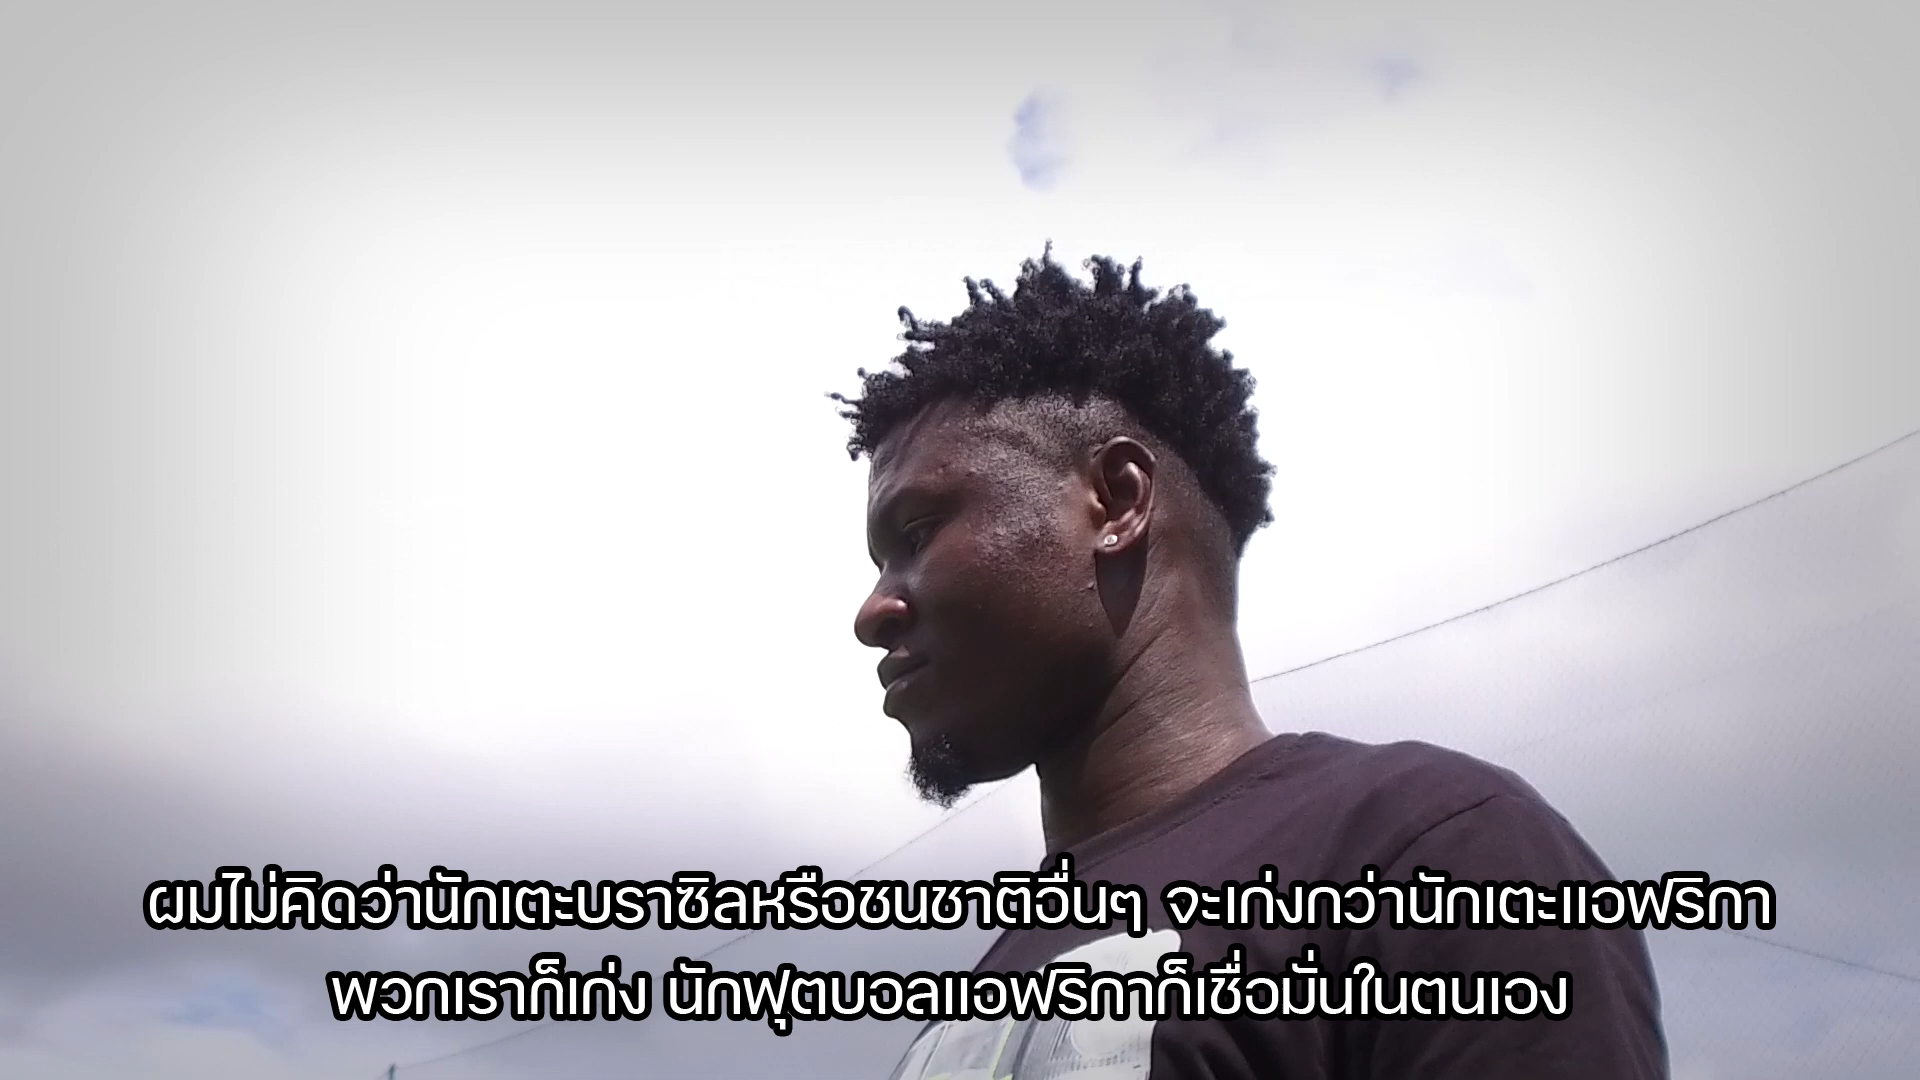 ผมไม่คิดว่านักเตะบราซิลหรือชนชาติอื่นๆ จะเก่งกว่านักเตะแอฟริกา
พวกเราก็เก่ง นักฟุตบอลแอฟริกาก็เชื่อมั่นในตนเอง